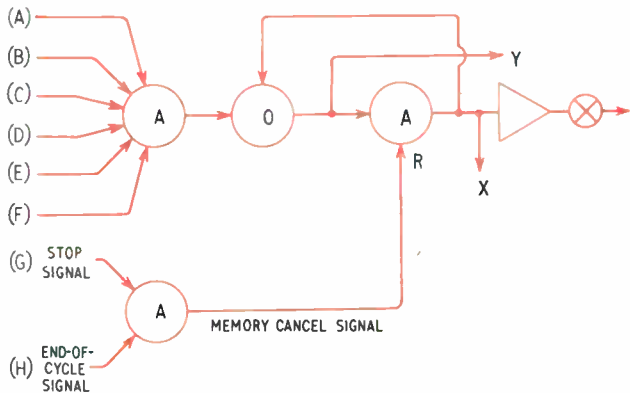 (A)
(B)
(C)
(D)
(E)
(F)
A
O
A
Y
R
X
(G) STOP
SIGNAL
A
MEMORY CANCEL SIGNAL
(H) END-OF-
CYCLE
SIGNAL